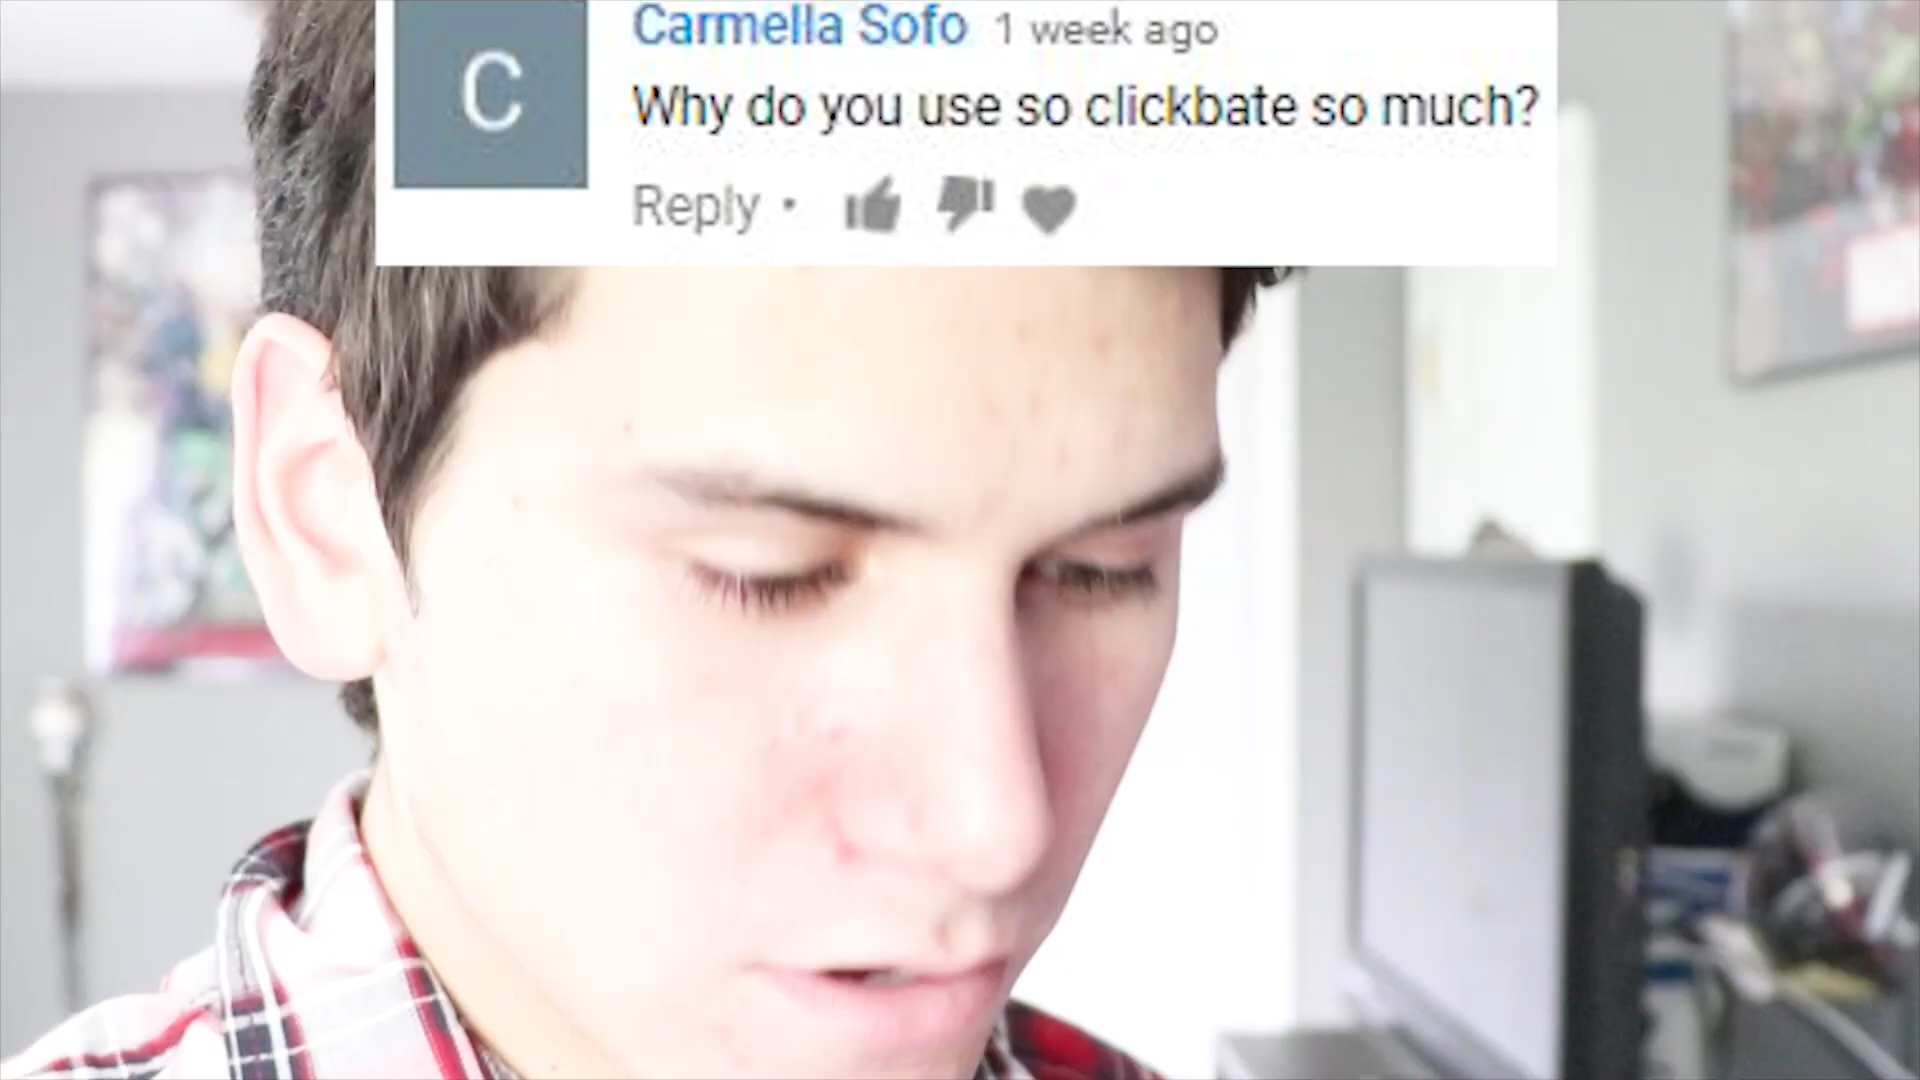 C
Carmella Sofo 1 week ago
Why do you use so clickbate so much?
Reply •